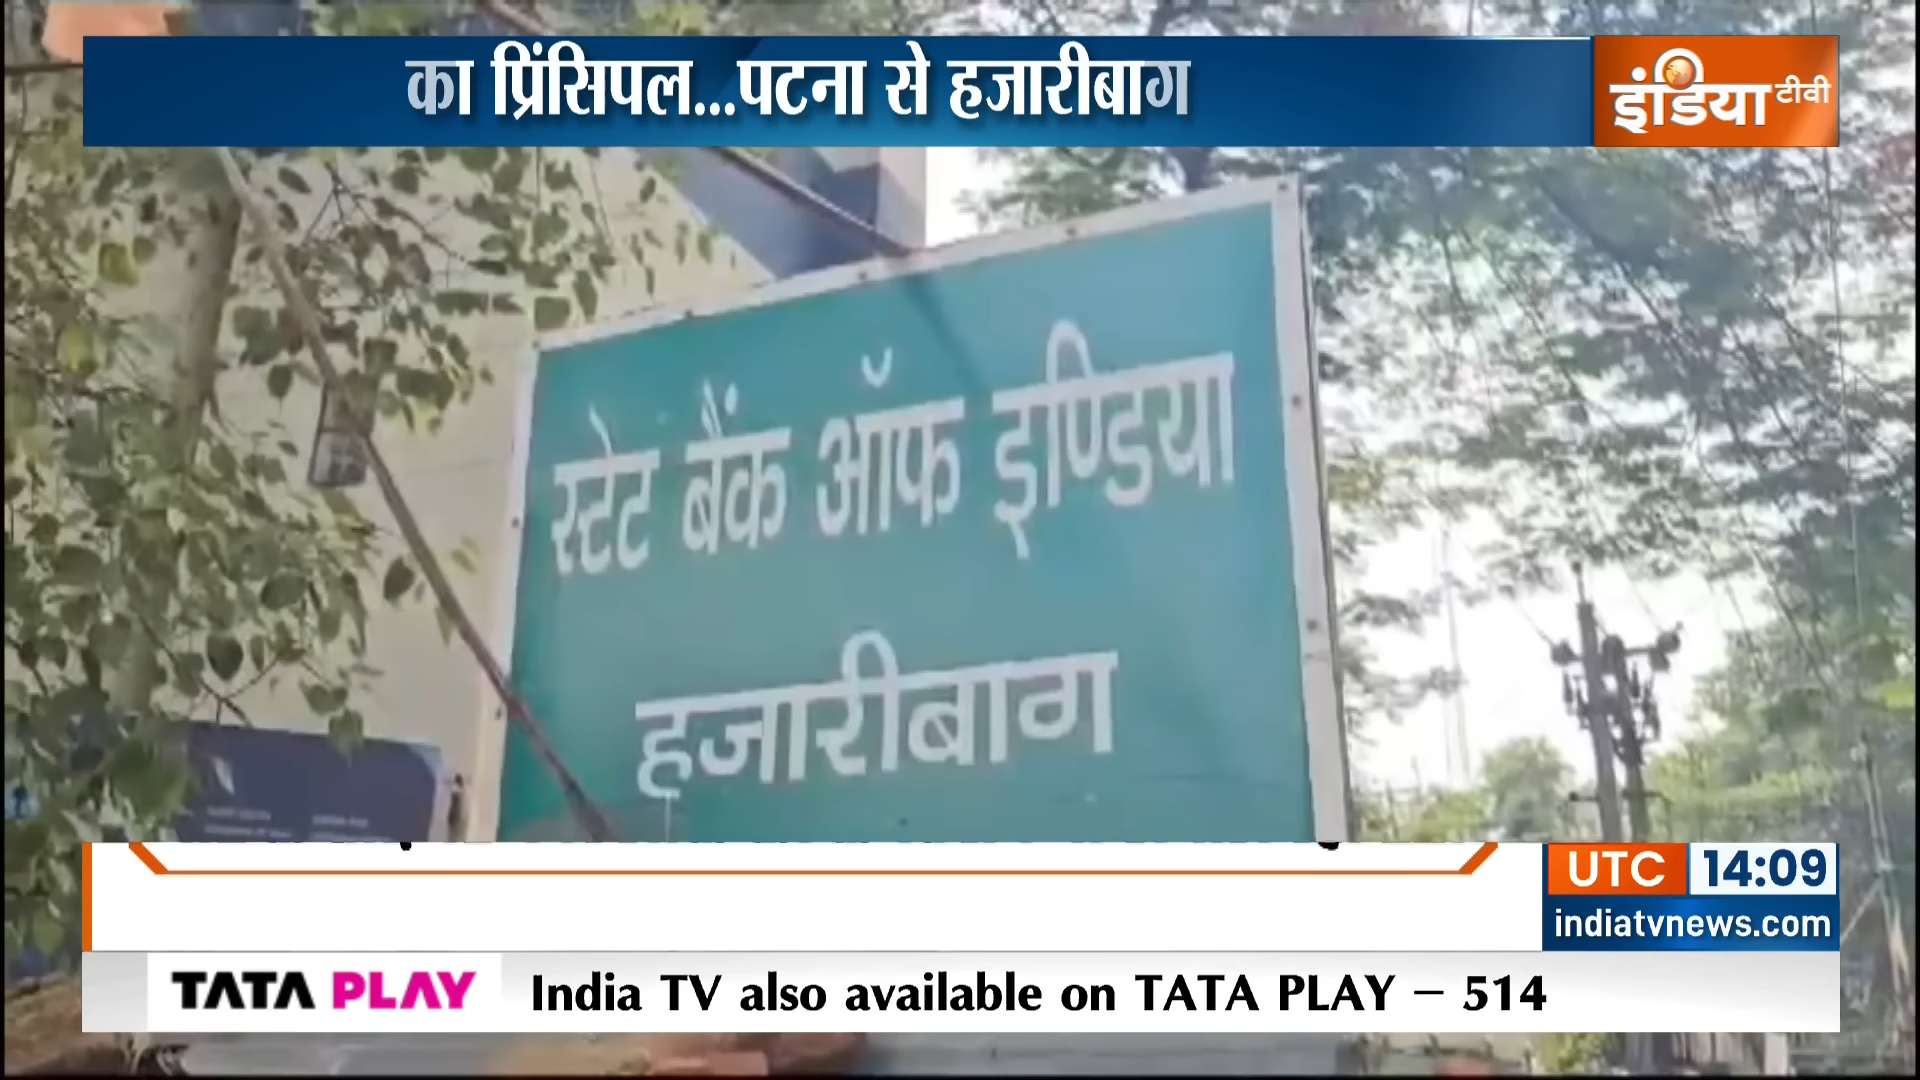 का प्रिंसिपल...पटना से हजारीबाग
इंडिया टीवी
स्टेट बैंक ऑफ इण्डिया
हजारीबाग
UTC 14:09
indiatvnews.com
TATA PLAY India TV also available on TATA PLAY – 514